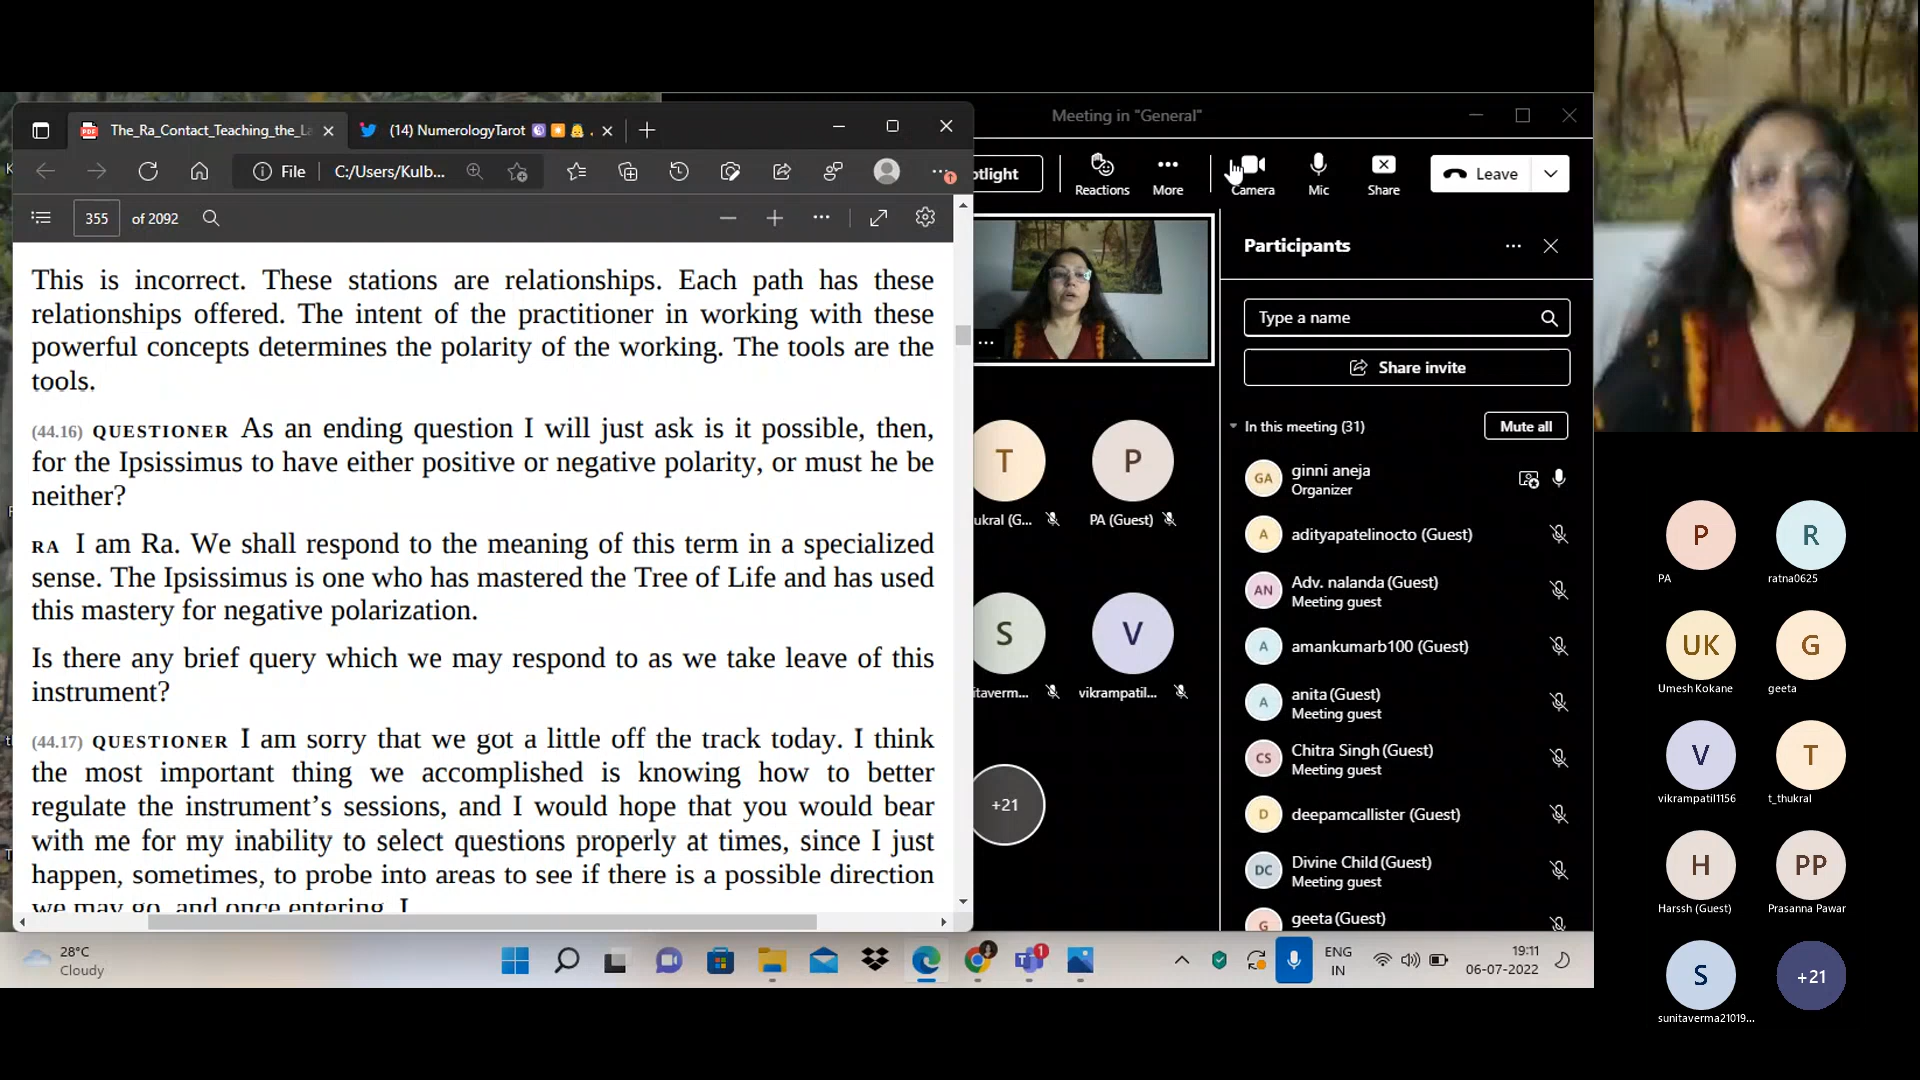 Meeting in "General"
The_Ra_Contact_Teaching_the_La
(14) NumerologyTarot
File
C:/Users/Kulb...
355
of 2092
This is incorrect. These stations are relationships. Each path has these
relationships offered. The intent of the practitioner in working with these
powerful concepts determines the polarity of the working. The tools are the
tools.
(44.16) QUESTIONER As an ending question I will just ask is it possible, then,
for the Ipsissimus to have either positive or negative polarity, or must he be
neither?
RA I am Ra. We shall respond to the meaning of this term in a specialized
sense. The Ipsissimus is one who has mastered the Tree of Life and has used
this mastery for negative polarization.
Is there any brief query which we may respond to as we take leave of this
instrument?
(44.17) QUESTIONER I am sorry that we got a little off the track today. I think
the most important thing we accomplished is knowing how to better
regulate the instrument’s sessions, and I would hope that you would bear
with me for my inability to select questions properly at times, since I just
happen, sometimes, to probe into areas to see if there is a possible direction
we may go, and once entering, I
otlight
Reactions
More
Camera
Mic
Share
Leave
T
ukral (G...
P
PA (Guest)
S
itaverm...
V
vikrampatil...
+21
Participants
Type a name
Share invite
In this meeting (31)
Mute all
GA
ginni aneja
Organizer
A
adityapatelinocto (Guest)
AN
Adv. nalanda (Guest)
Meeting guest
A
amankumarb100 (Guest)
A
anita (Guest)
Meeting guest
CS
Chitra Singh (Guest)
Meeting guest
D
deepamcallister (Guest)
DC
Divine Child (Guest)
Meeting guest
G
geeta (Guest)
P
PA
R
ratna0625
UK
Umesh Kokane
G
geeta
V
vikrampatil1156
T
t_thukral
H
Harssh (Guest)
PP
Prasanna Pawar
S
sunitaverma21019...
+21
28°C
Cloudy
1
ENG
IN
19:11
06-07-2022